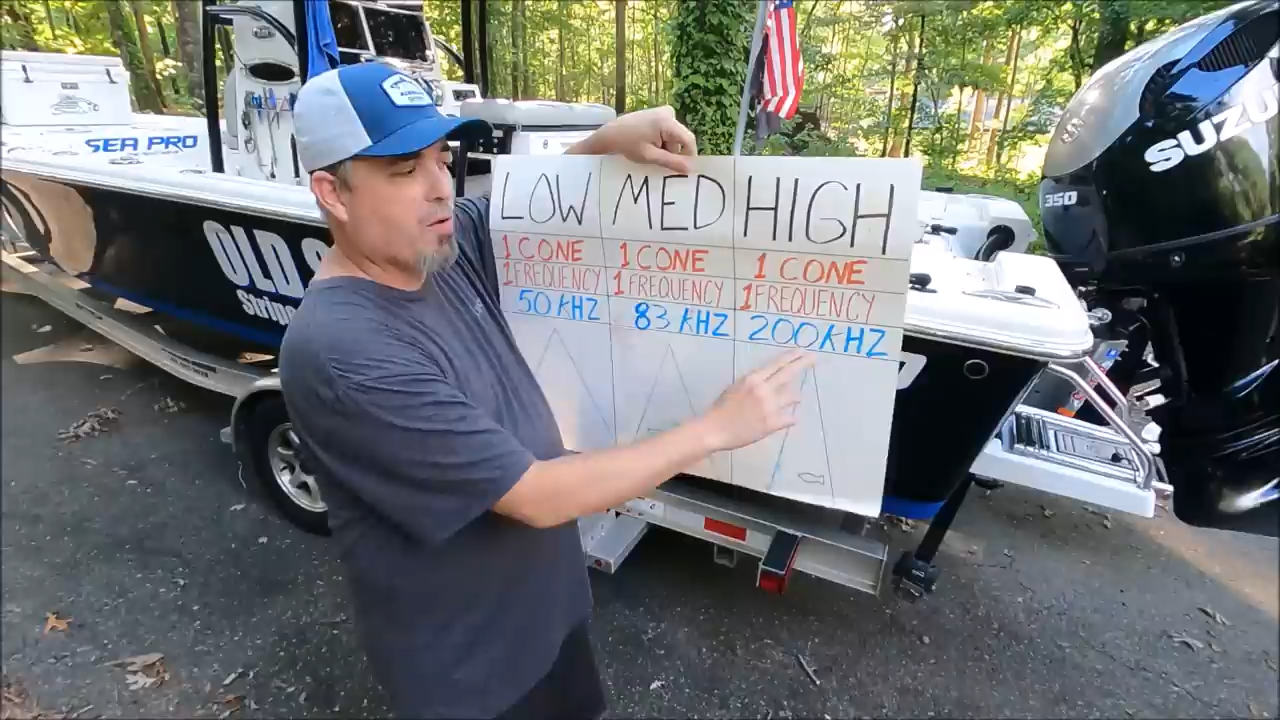 SEA PRO
OLD
Stripe
SUZU
350
LOW MED HIGH
1 CONE 1 CONE 1 CONE
1 FREQUENCY 1 FREQUENCY 1 FREQUENCY
50 KHZ 83 KHZ 200 KHZ